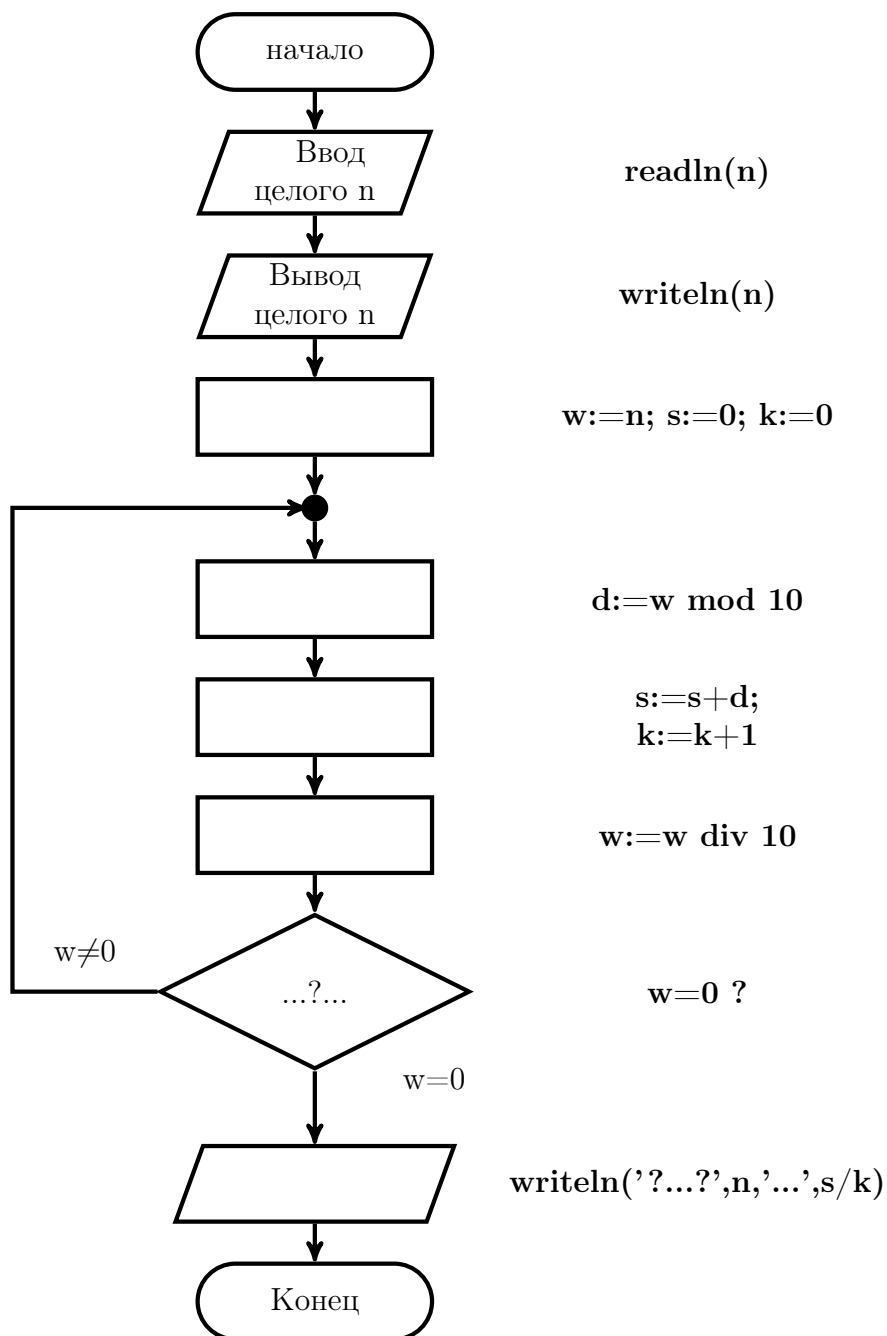 начало
Ввод
целого n
readln(n)
Вывод
целого n
writeln(n)
w:=n; s:=0; k:=0
d:=w mod 10
s:=s+d;
k:=k+1
w:=w div 10
w≠0
...?...
w=0 ?
w=0
writeln('?...?',n,'...',s/k)
Конец